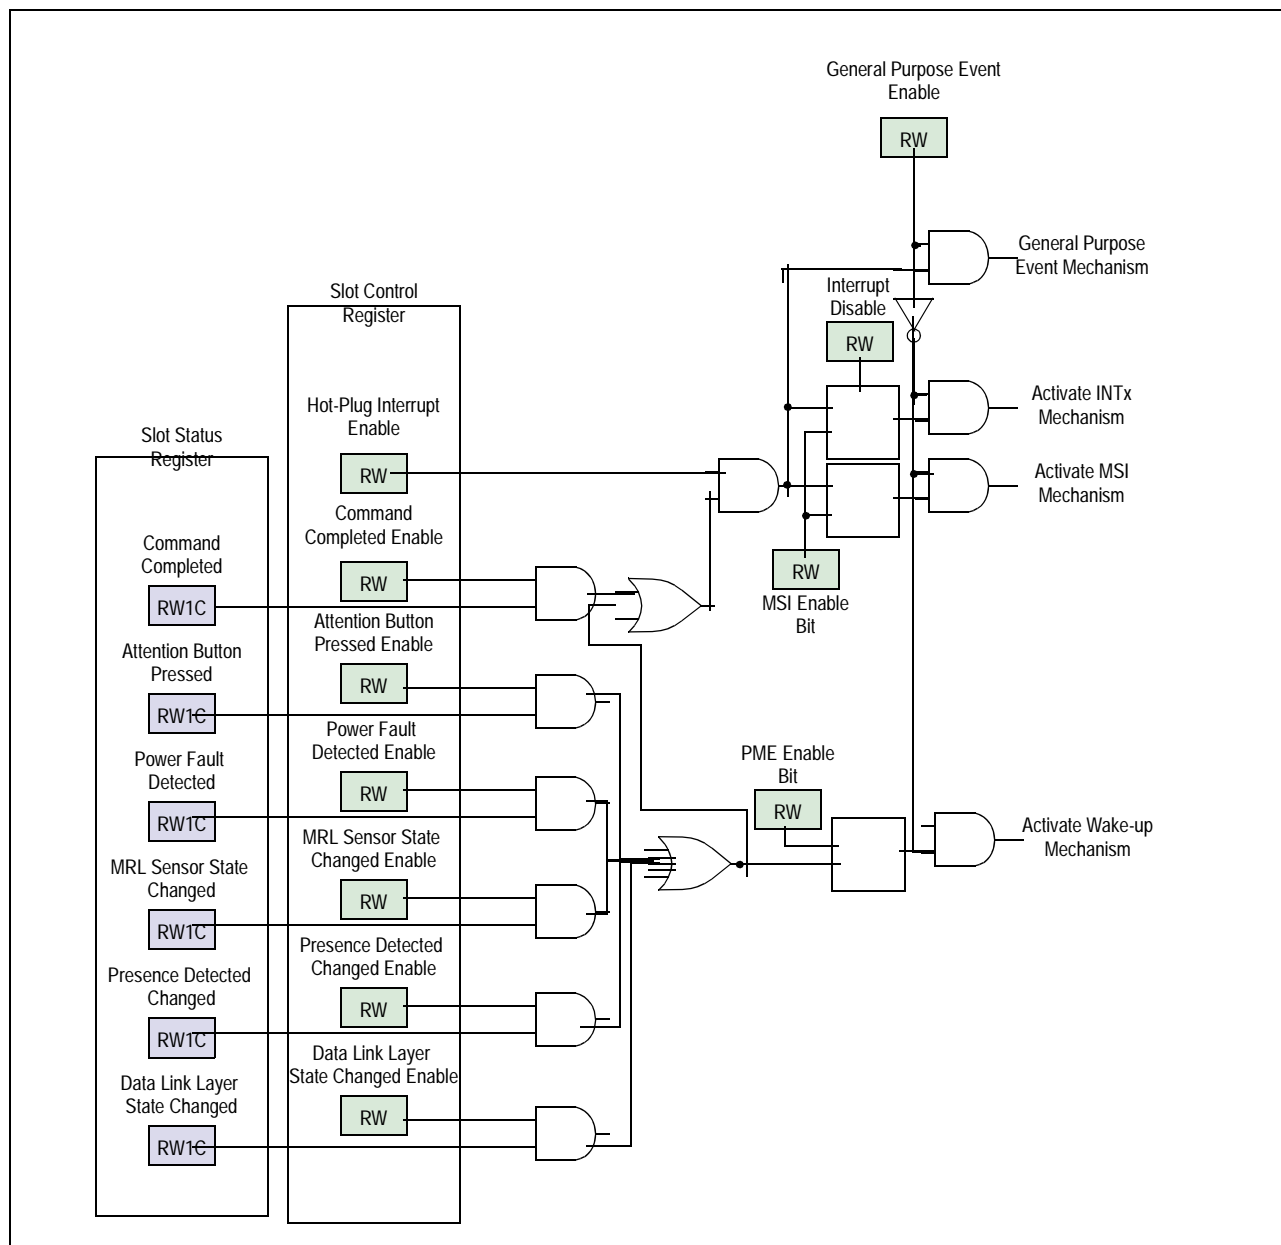 General Purpose Event
Enable
RW
General Purpose
Event Mechanism
Interrupt
Disable
RW
Slot Control
Register
Activate INTx
Mechanism
Hot-Plug Interrupt
Enable
RW
Slot Status
Register
Activate MSI
Mechanism
Command
Completed Enable
RW
Command
Completed
RW1C
RW
MSI Enable
Bit
Attention Button
Pressed Enable
RW
Attention Button
Pressed
RW1C
Power Fault
Detected Enable
RW
Power Fault
Detected
RW1C
PME Enable
Bit
RW
Activate Wake-up
Mechanism
MRL Sensor State
Changed Enable
RW
MRL Sensor State
Changed
RW1C
Presence Detected
Changed Enable
RW
Presence Detected
Changed
RW1C
Data Link Layer
State Changed Enable
RW
Data Link Layer
State Changed
RW1C